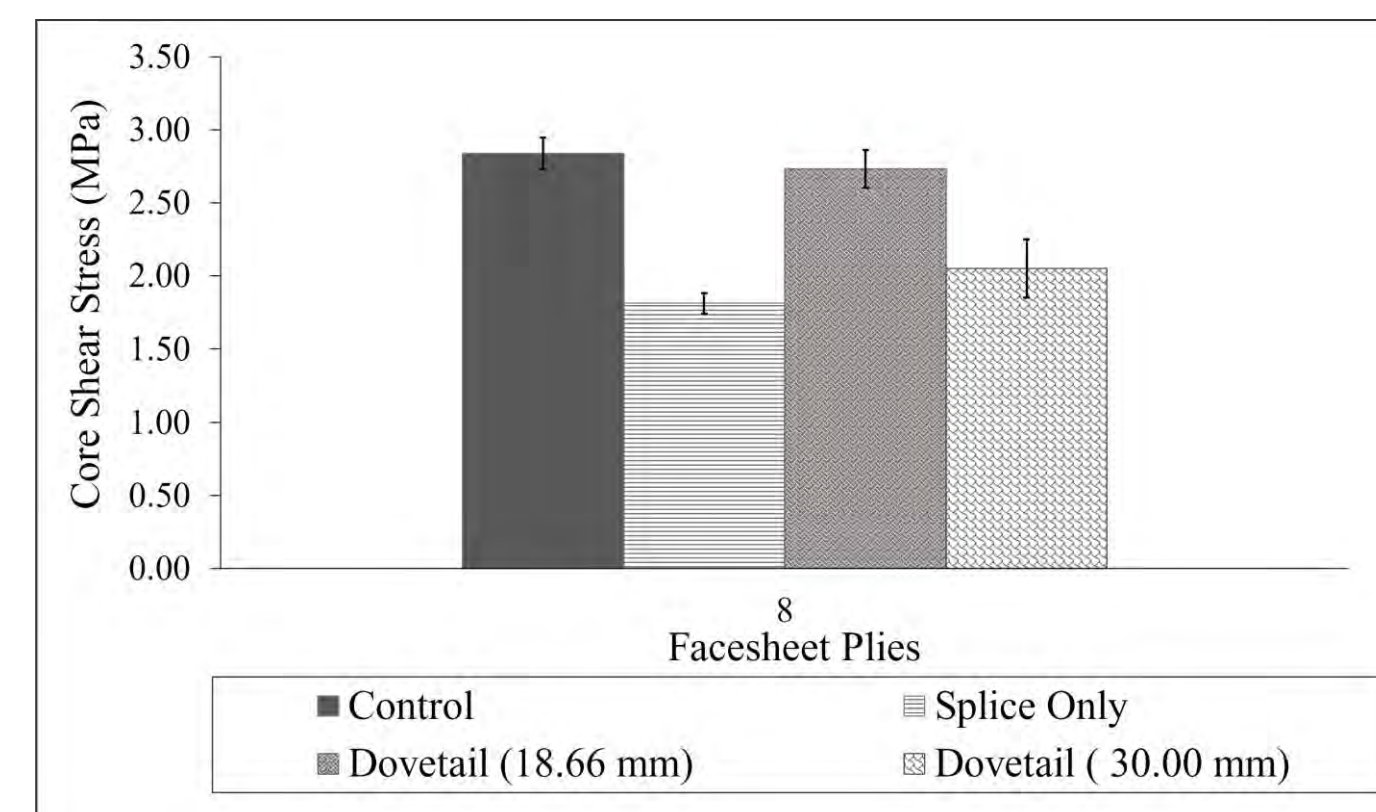 3.50
3.00
2.50
2.00
1.50
1.00
0.50
0.00
Core Shear Stress (MPa)
8
Facesheet Plies
Control
Splice Only
Dovetail (18.66 mm)
Dovetail ( 30.00 mm)